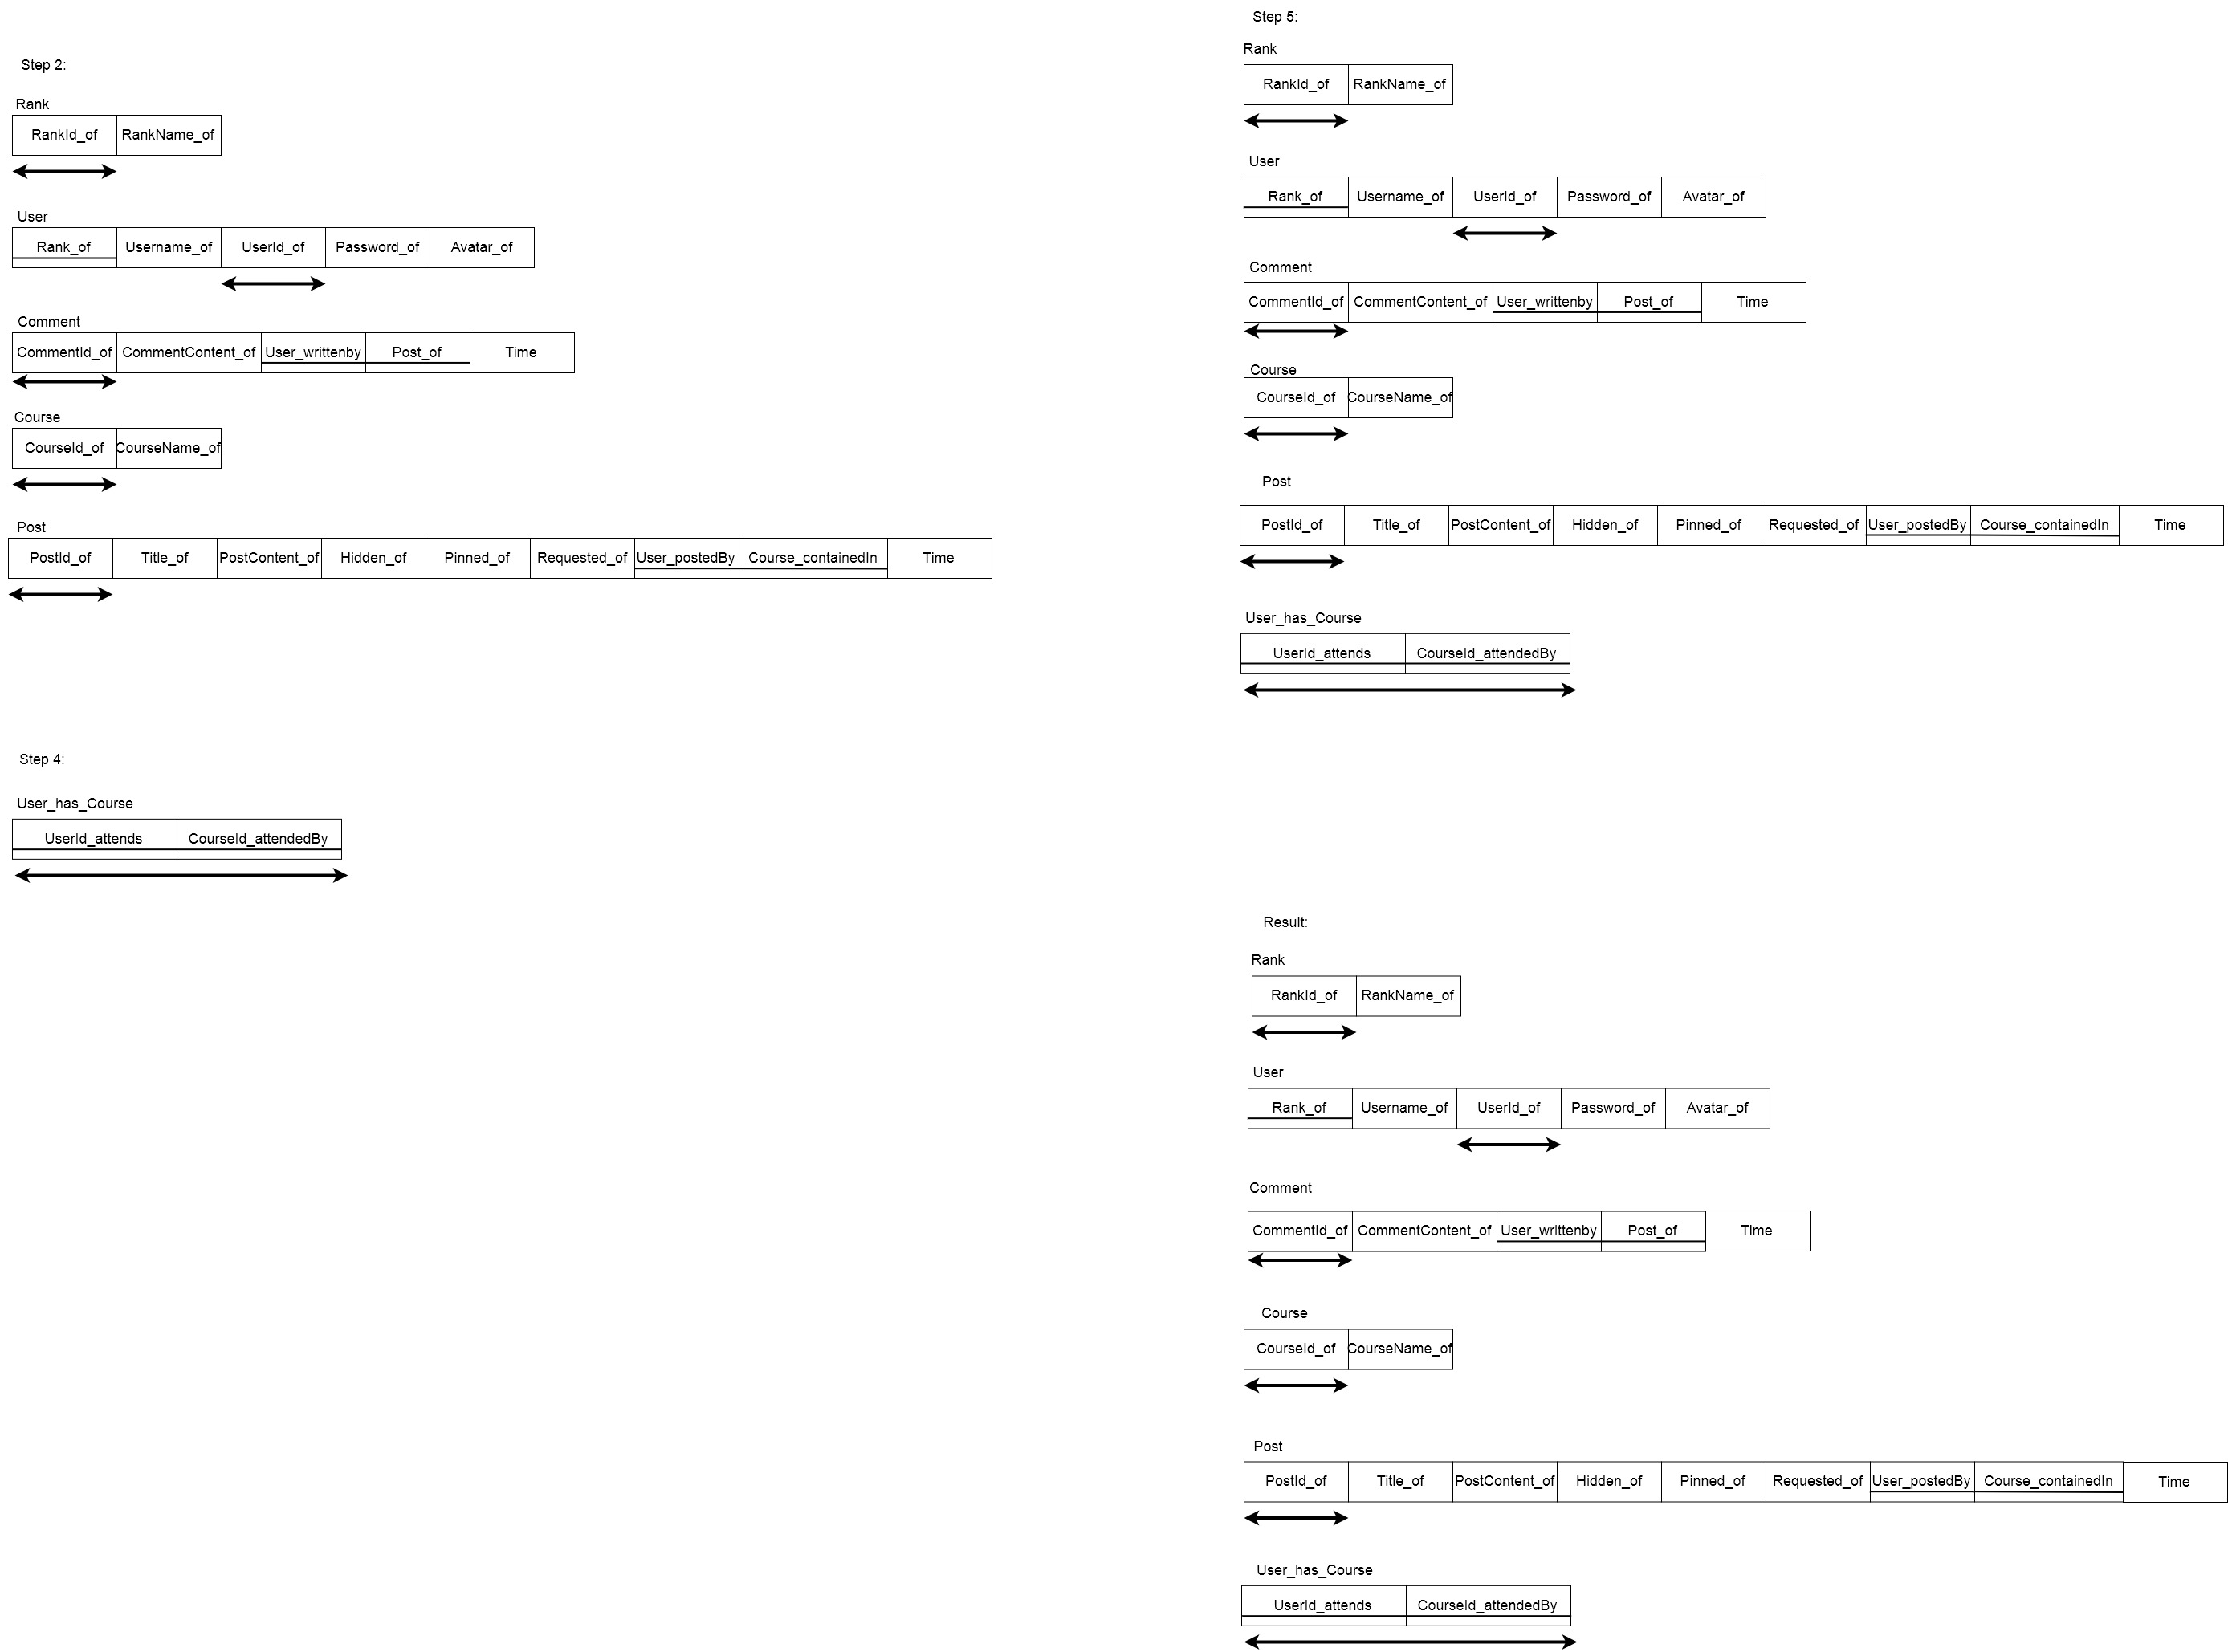 Step 2:
Rank
RankId_of RankName_of
User
Rank_of Username_of UserId_of Password_of Avatar_of
Comment
CommentId_of CommentContent_of User_writtenby Post_of Time
Course
CourseId_of CourseName_of
Post
PostId_of Title_of PostContent_of Hidden_of Pinned_of Requested_of User_postedBy Course_containedIn Time
Step 4:
User_has_Course
UserId_attends CourseId_attendedBy
Step 5:
Rank
RankId_of RankName_of
User
Rank_of Username_of UserId_of Password_of Avatar_of
Comment
CommentId_of CommentContent_of User_writtenby Post_of Time
Course
CourseId_of CourseName_of
Post
PostId_of Title_of PostContent_of Hidden_of Pinned_of Requested_of User_postedBy Course_containedIn Time
User_has_Course
UserId_attends CourseId_attendedBy
Result:
Rank
RankId_of RankName_of
User
Rank_of Username_of UserId_of Password_of Avatar_of
Comment
CommentId_of CommentContent_of User_writtenby Post_of Time
Course
CourseId_of CourseName_of
Post
PostId_of Title_of PostContent_of Hidden_of Pinned_of Requested_of User_postedBy Course_containedIn Time
User_has_Course
UserId_attends CourseId_attendedBy